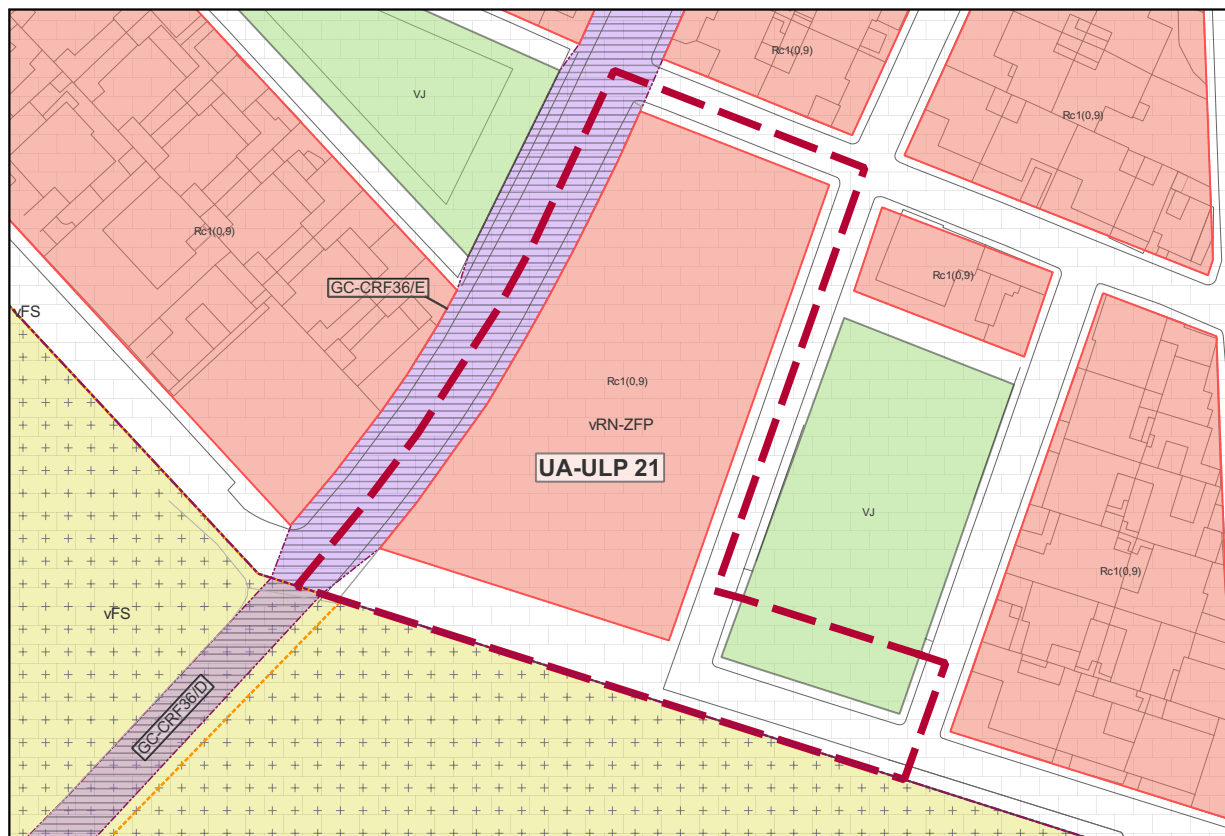 Rc1(0,9)
VJ
Rc1(0,9)
Rc1(0,9)
Rc1(0,9)
GC-CRF36/E
vFS
Rc1(0,9)
vRN-ZFP
UA-ULP 21
VJ
Rc1(0,9)
vFS
GC-CRF36/D